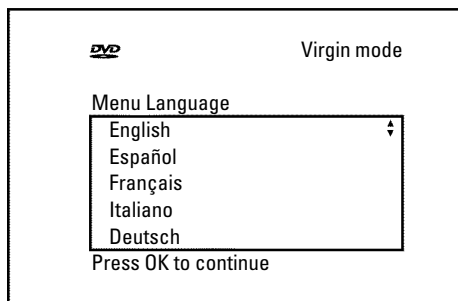 DVD Virgin mode
Menu Language
English
Español
Français
Italiano
Deutsch
Press OK to continue